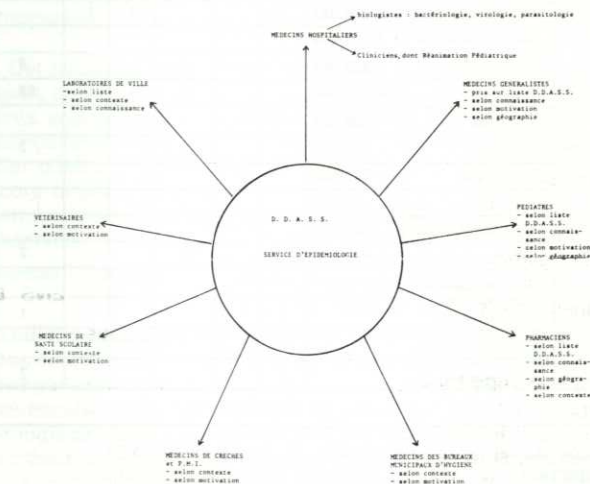 biologistes : bactériologie, virologie, parasitologie
MEDECINS HOSPITALIERS
Cliniciens, dont Réanimation Pédiatrique
LABORATOIRES DE VILLE
-selon liste
- selon contexte
- selon connaissance
MEDECINS GENERALISTES
- pris sur liste D.D.A.S.S.
- selon connaissance
- selon motivation
- selon géographie
VETERINAIRES
- selon contexte
- selon motivation
D. D. A. S. S.
SERVICE D'EPIDEMIOLOGIE
PEDIATRES
- selon liste
D.D.A.S.S.
- selon connais-
sance
- selon motivation
- selon géographie
MEDECINS DE
SANTE SCOLAIRE
- selon contexte
- selon motivation
PHARMACIENS
- selon liste
D.D.A.S.S.
- selon connais-
sance
- selon géogra-
phie
- selon contexte
MEDECINS DE CRECHES
et P.M.I.
- selon contexte
- selon motivation
MEDECINS DES BUREAUX
MUNICIPAUX D'HYGIENE
- selon contexte
- selon motivation